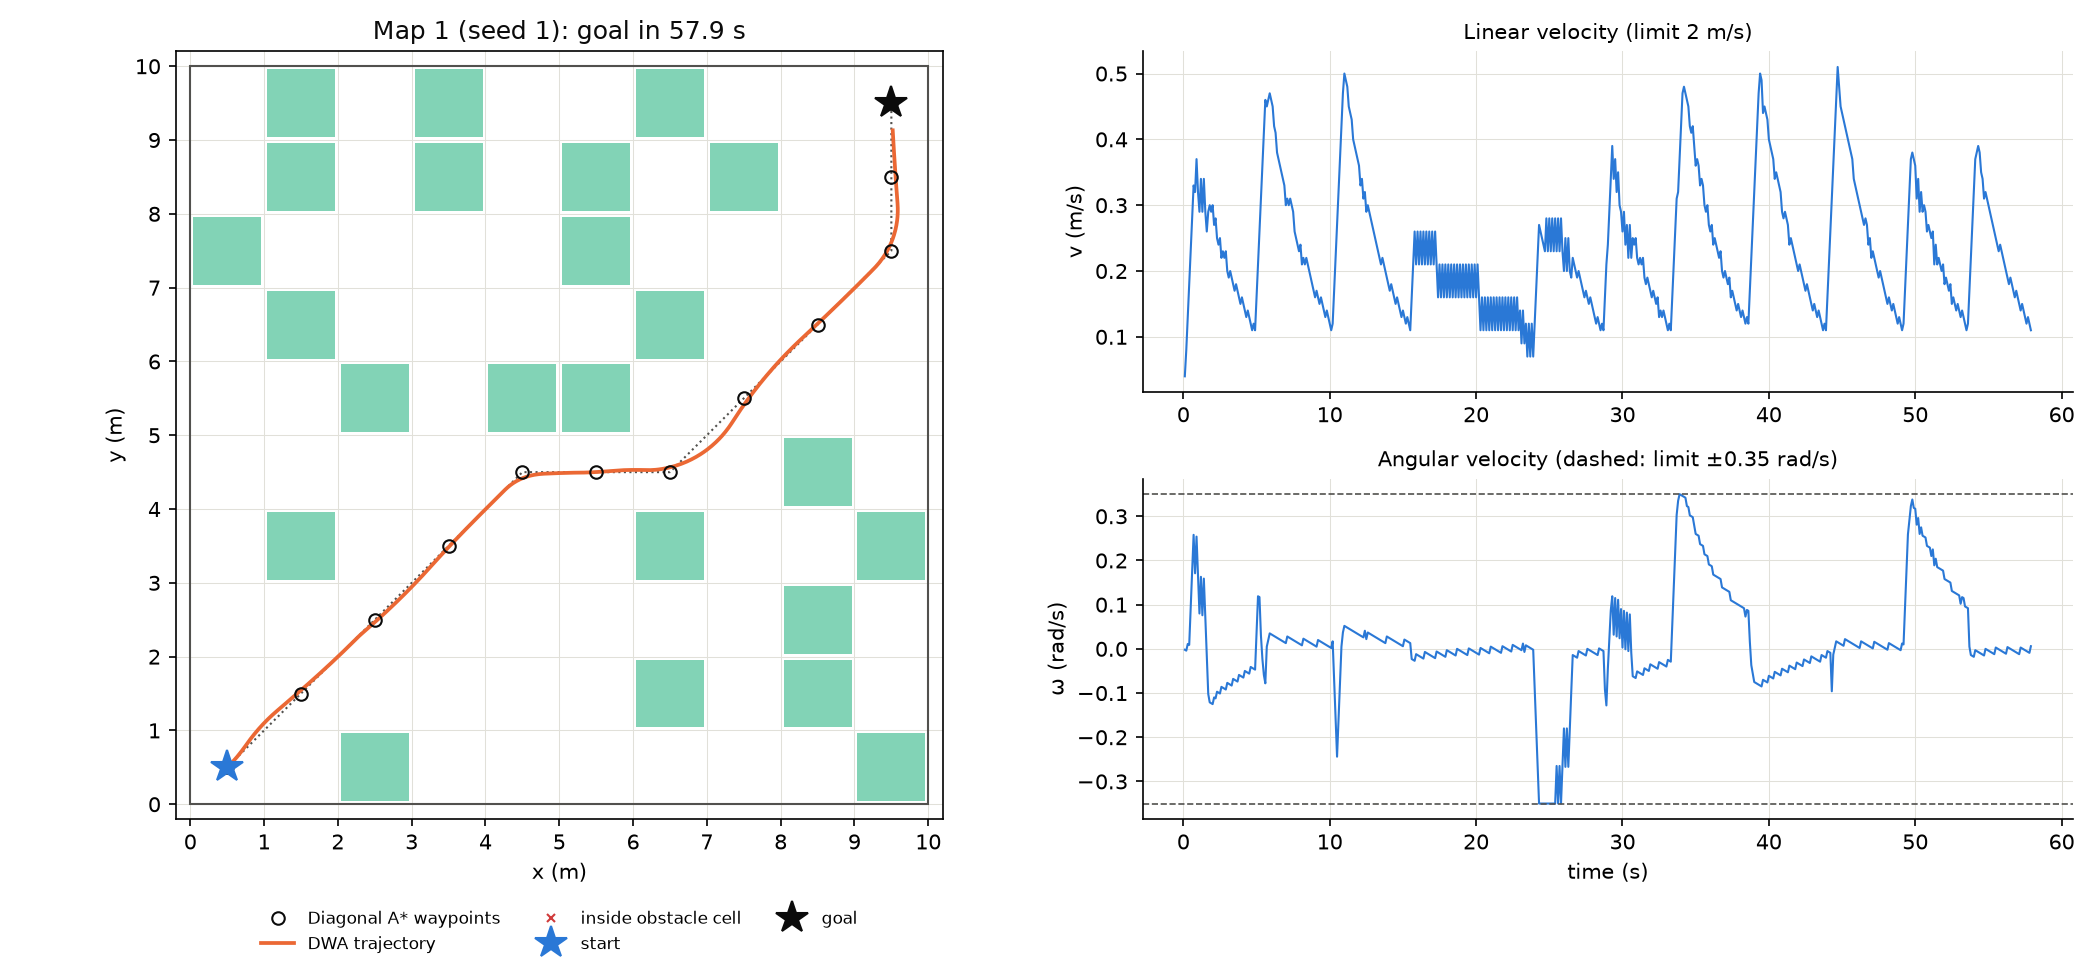 Map 1 (seed 1): goal in 57.9 s
10
9
8
7
6
5
4
3
2
1
0
y (m)
0 1 2 3 4 5 6 7 8 9 10
x (m)
Diagonal A* waypoints
DWA trajectory
inside obstacle cell
start
goal
Linear velocity (limit 2 m/s)
0.5
0.4
0.3
0.2
0.1
v (m/s)
0 10 20 30 40 50 60
Angular velocity (dashed: limit ±0.35 rad/s)
0.3
0.2
0.1
0.0
−0.1
−0.2
−0.3
ω (rad/s)
0 10 20 30 40 50 60
time (s)